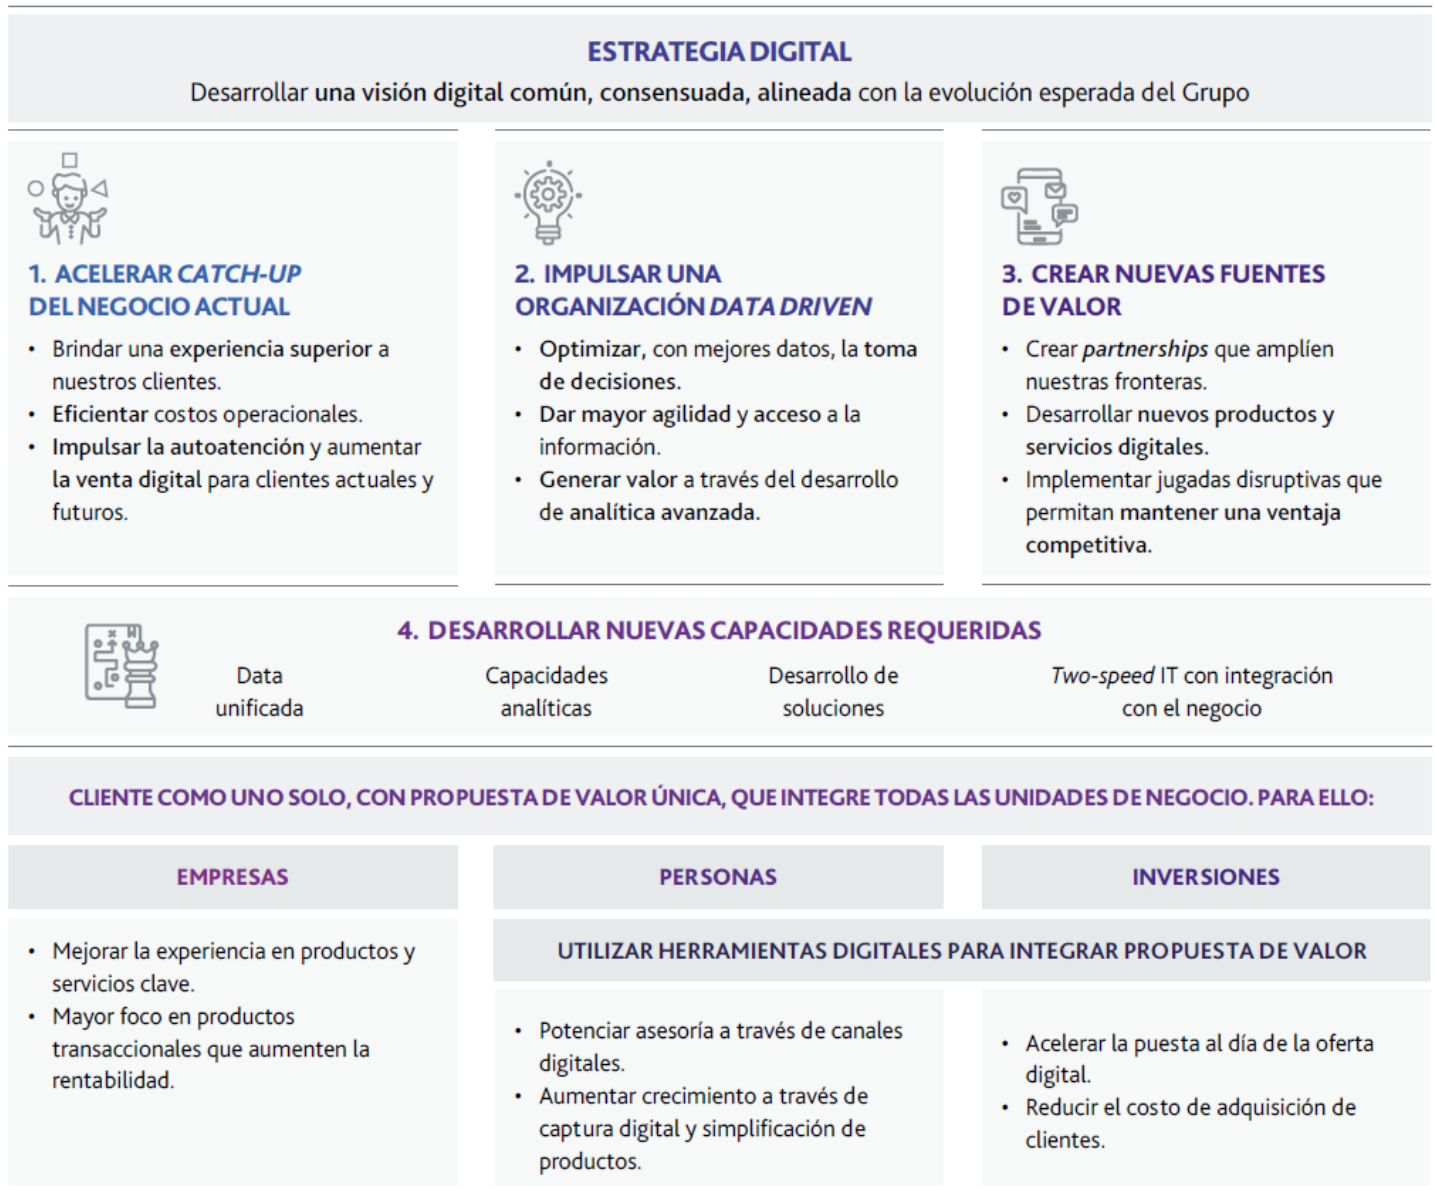 ESTRATEGIA DIGITAL
Desarrollar una visión digital común, consensuada, alineada con la evolución esperada del Grupo
1. ACELERAR CATCH-UP
DEL NEGOCIO ACTUAL
• Brindar una experiencia superior a
nuestros clientes.
• Eficientar costos operacionales.
• Impulsar la autoatención y aumentar
la venta digital para clientes actuales y
futuros.
2. IMPULSAR UNA
ORGANIZACIÓN DATA DRIVEN
• Optimizar, con mejores datos, la toma
de decisiones.
• Dar mayor agilidad y acceso a la
información.
• Generar valor a través del desarrollo
de analítica avanzada.
3. CREAR NUEVAS FUENTES
DE VALOR
• Crear partnerships que amplíen
nuestras fronteras.
• Desarrollar nuevos productos y
servicios digitales.
• Implementar jugadas disruptivas que
permitan mantener una ventaja
competitiva.
4. DESARROLLAR NUEVAS CAPACIDADES REQUERIDAS
Data
unificada
Capacidades
analíticas
Desarrollo de
soluciones
Two-speed IT con integración
con el negocio
CLIENTE COMO UNO SOLO, CON PROPUESTA DE VALOR ÚNICA, QUE INTEGRE TODAS LAS UNIDADES DE NEGOCIO. PARA ELLO:
EMPRESAS
• Mejorar la experiencia en productos y
servicios clave.
• Mayor foco en productos
transaccionales que aumenten la
rentabilidad.
PERSONAS
INVERSIONES
UTILIZAR HERRAMIENTAS DIGITALES PARA INTEGRAR PROPUESTA DE VALOR
• Potenciar asesoría a través de canales
digitales.
• Aumentar crecimiento a través de
captura digital y simplificación de
productos.
• Acelerar la puesta al día de la oferta
digital.
• Reducir el costo de adquisición de
clientes.